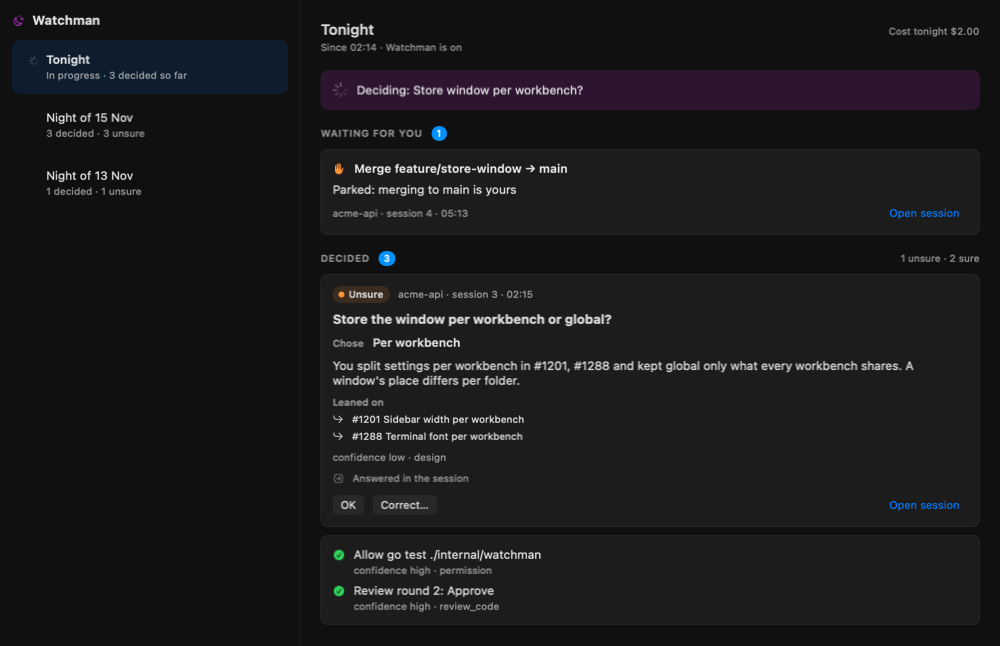 Watchman
Tonight
In progress · 3 decided so far
Night of 15 Nov
3 decided · 3 unsure
Night of 13 Nov
1 decided · 1 unsure
Tonight
Since 02:14 · Watchman is on
Cost tonight $2.00
Deciding: Store window per workbench?
WAITING FOR YOU 1
Merge feature/store-window → main
Parked: merging to main is yours
acme-api · session 4 · 05:13
Open session
DECIDED 3
1 unsure · 2 sure
Unsure acme-api · session 3 · 02:15
Store the window per workbench or global?
Chose Per workbench
You split settings per workbench in #1201, #1288 and kept global only what every workbench shares. A
window's place differs per folder.
Leaned on
#1201 Sidebar width per workbench
#1288 Terminal font per workbench
confidence low · design
Answered in the session
OK Correct...
Open session
Allow go test ./internal/watchman
confidence high · permission
Review round 2: Approve
confidence high · review_code